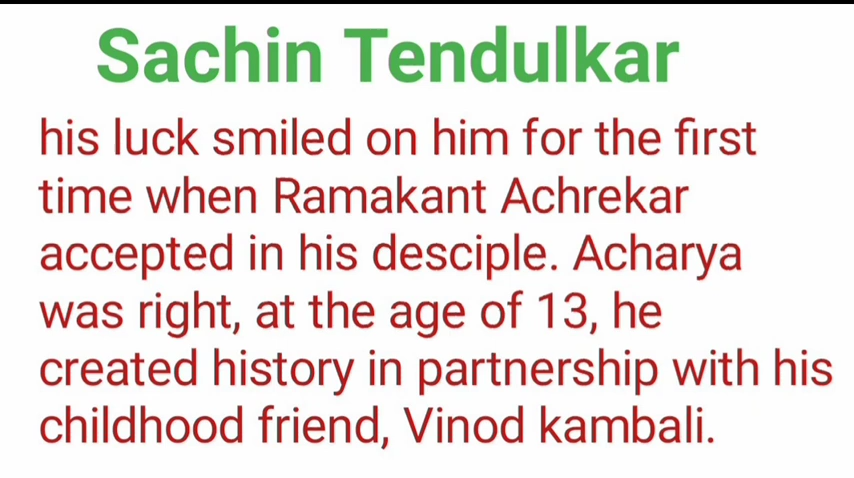 Sachin Tendulkar
his luck smiled on him for the first
time when Ramakant Achrekar
accepted in his desciple. Acharya
was right, at the age of 13, he
created history in partnership with his
childhood friend, Vinod kambali.